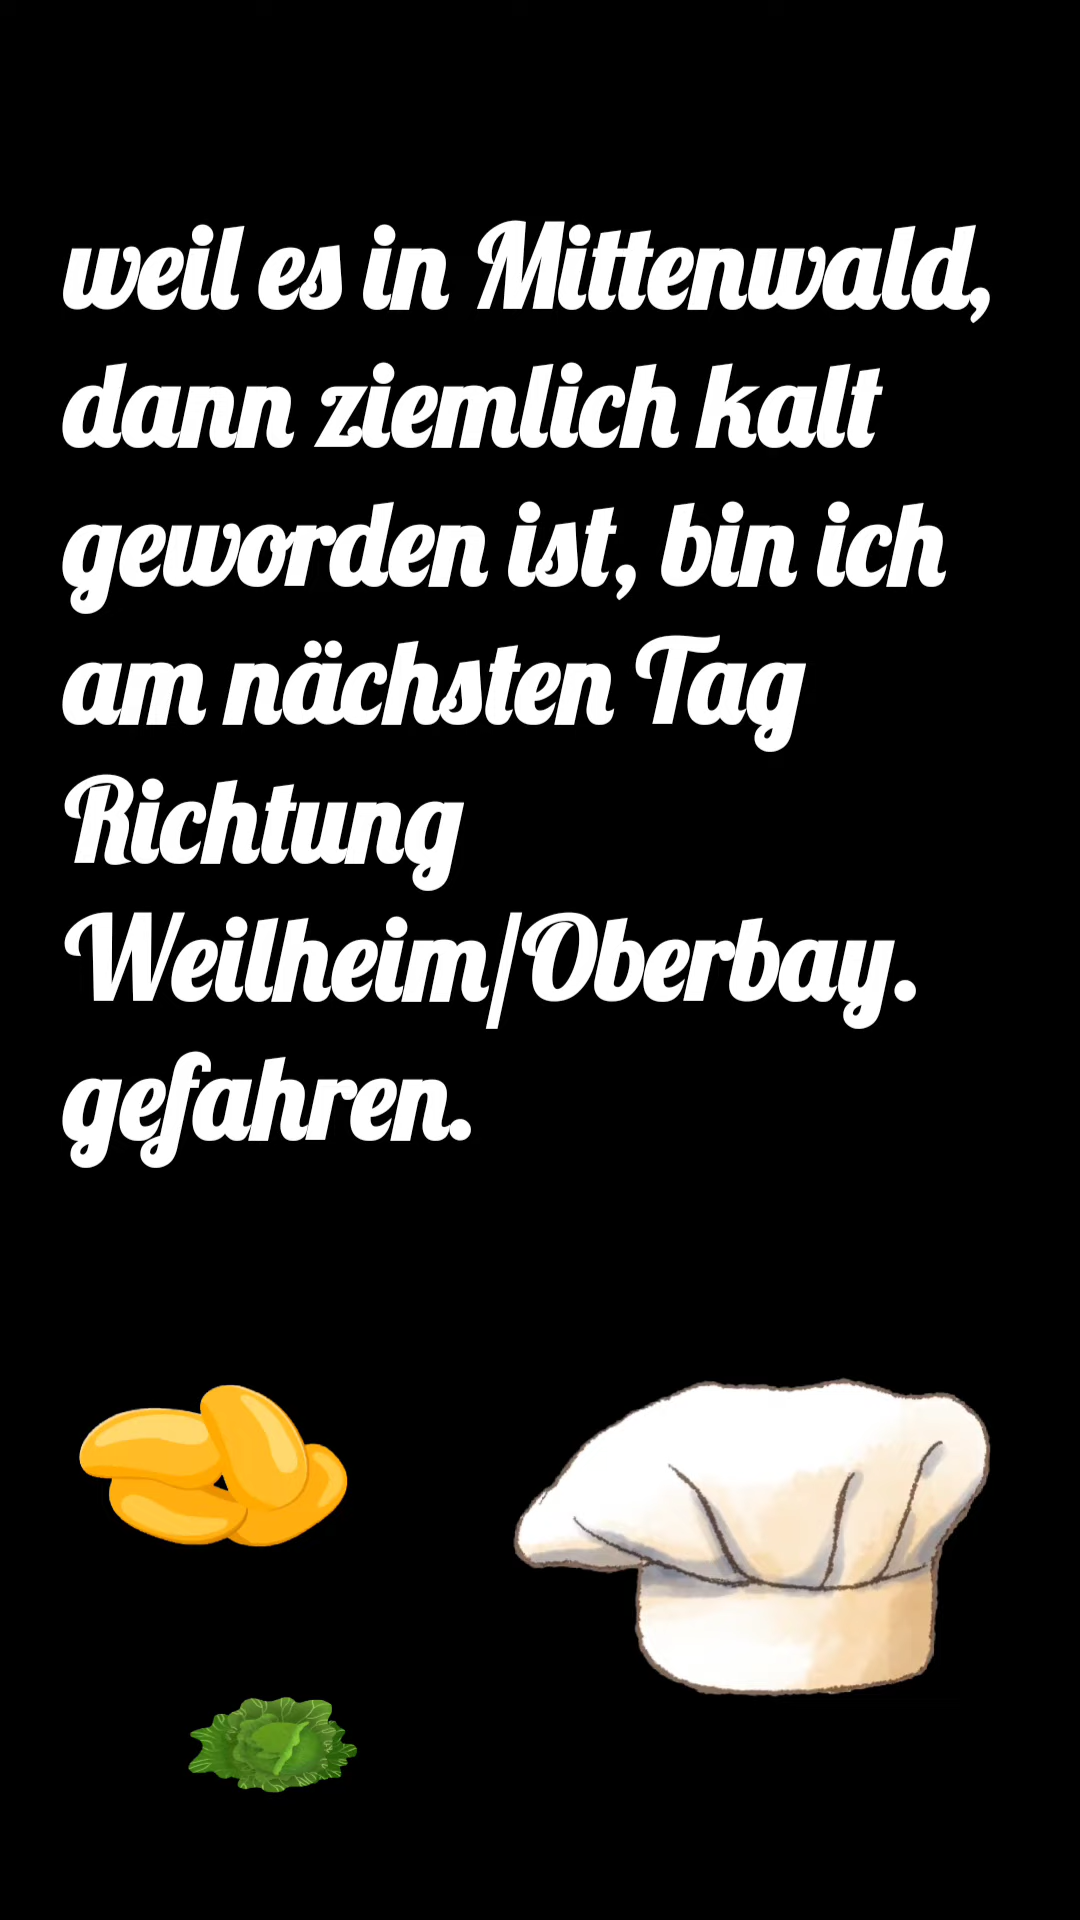 weil es in Mittenwald,
dann ziemlich kalt
geworden ist, bin ich
am nächsten Tag
Richtung
Weilheim/Oberbay.
gefahren.